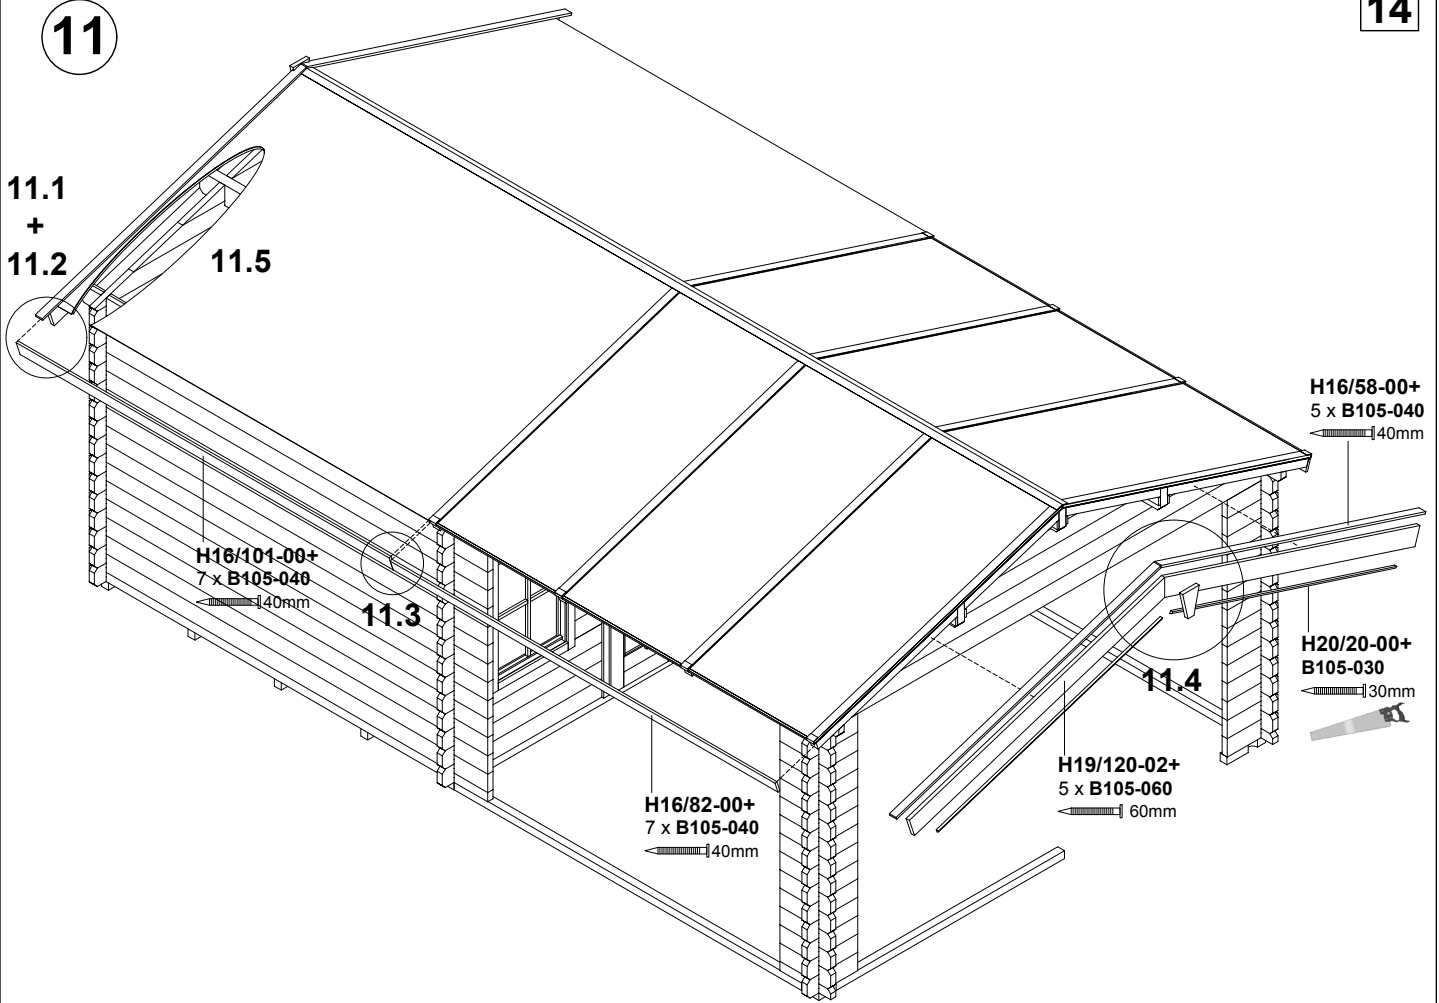 11
14
11.1
+
11.2
11.5
H16/58-00+
5 x B105-040
40mm
H16/101-00+
7 x B105-040
40mm
11.3
11.4
H20/20-00+
B105-030
30mm
H19/120-02+
5 x B105-060
60mm
H16/82-00+
7 x B105-040
40mm